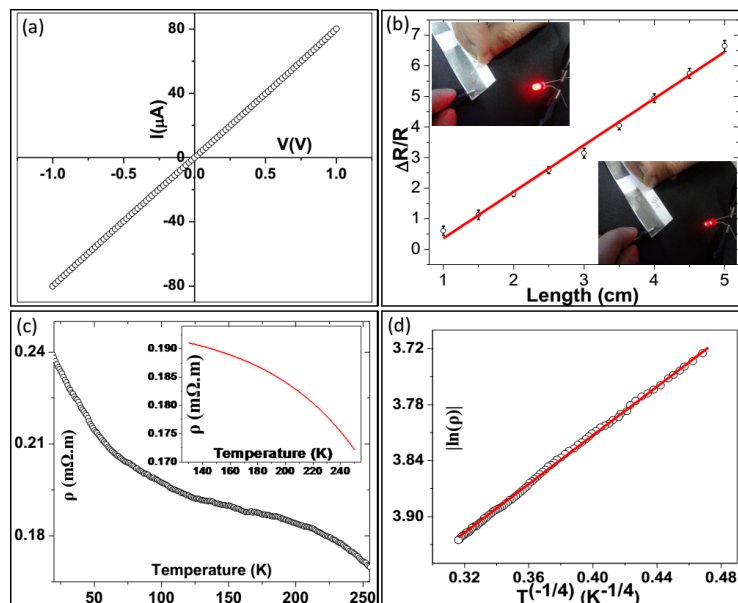 (a)
80
40
0
-40
-80
I(μA)
V(V)
-1.0 -0.5 0.0 0.5 1.0
(b)
7
6
5
4
3
2
1
0
ΔR/R
1 2 3 4 5
Length (cm)
(c)
0.24
0.21
0.18
ρ (mΩ.m)
0.190
0.185
0.180
0.175
0.170
ρ (mΩ.m)
Temperature (K)
140 160 180 200 220 240
Temperature (K)
50 100 150 200 250
(d)
3.72
3.78
3.84
3.90
|ln(ρ)|
0.32 0.36 0.40 0.44 0.48
T(-1/4) (K-1/4)